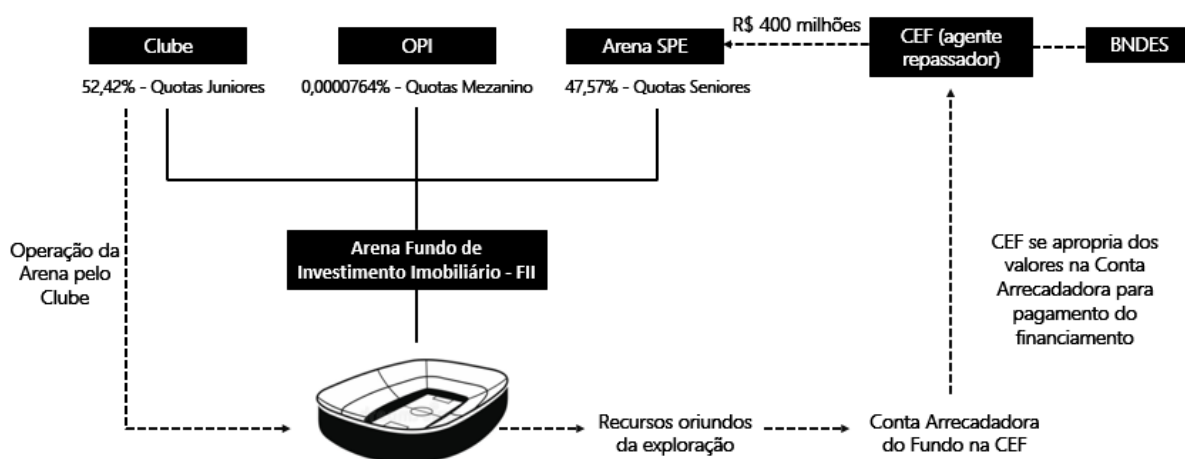 R$ 400 milhões
Clube
OPI
Arena SPE
CEF (agente
repassador)
BNDES
52,42% - Quotas Juniores
0,0000764% - Quotas Mezanino
47,57% - Quotas Seniores
Operação da
Arena pelo
Clube
Arena Fundo de
Investimento Imobiliário - FII
CEF se apropria dos
valores na Conta
Arrecadadora para
pagamento do
financiamento
Recursos oriundos
da exploração
Conta Arrecadadora
do Fundo na CEF